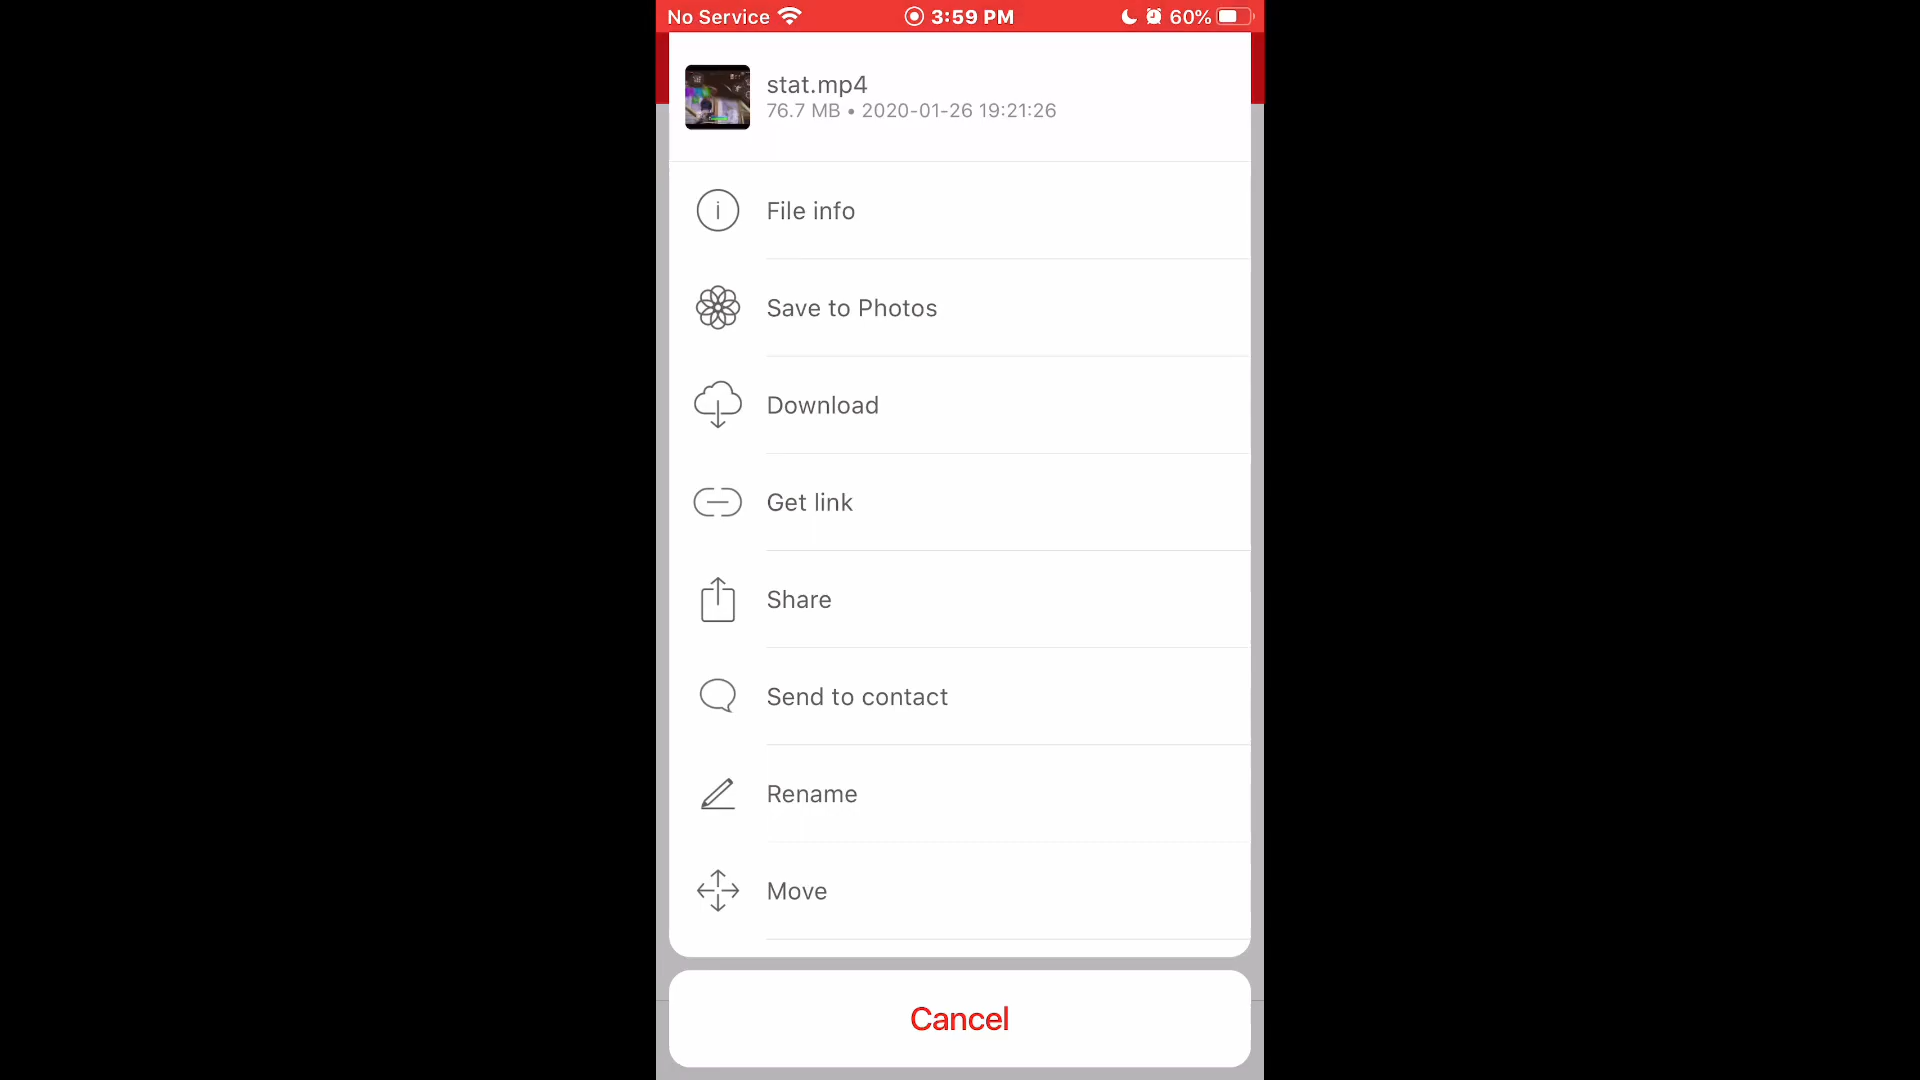 No Service 3:59 PM 60%
stat.mp4
76.7 MB • 2020-01-26 19:21:26
File info
Save to Photos
Download
Get link
Share
Send to contact
Rename
Move
Cancel